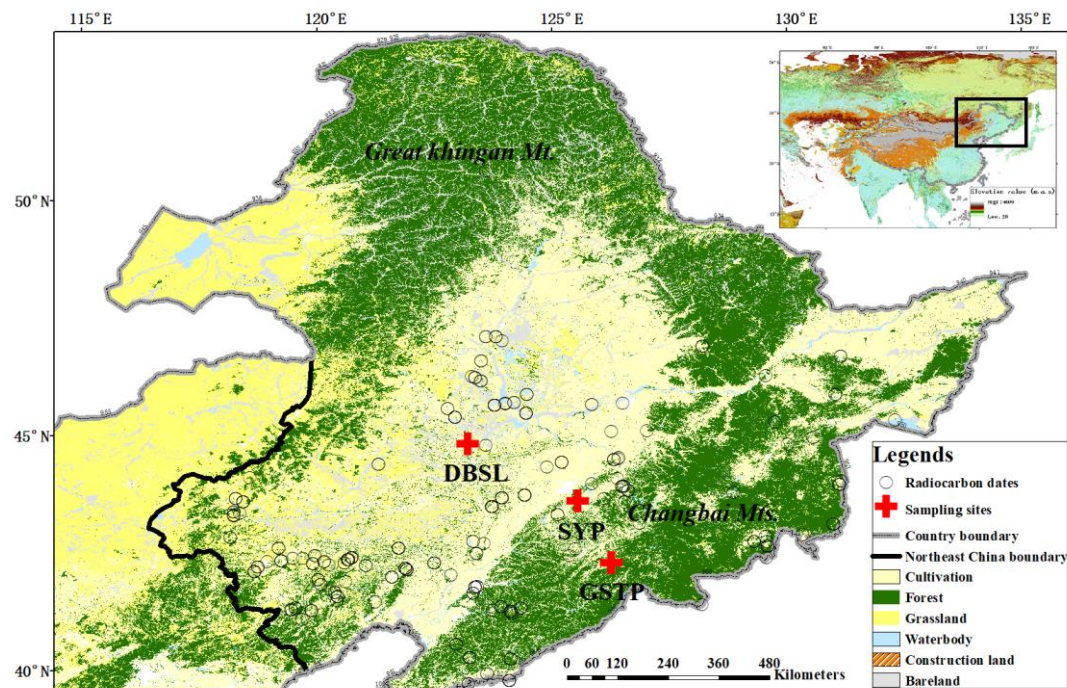 115°E 120°E 125°E 130°E 135°E
Great khingan Mt.
50°N
Elevation value (m.a.s)
45°N
DBSL
SYP
Changbai Mts.
GSTP
40°N
Legends
Radiocarbon dates
Sampling sites
Country boundary
Northeast China boundary
Cultivation
Forest
Grassland
Waterbody
Construction land
Bareland
0 60 120 240 360 480
Kilometers